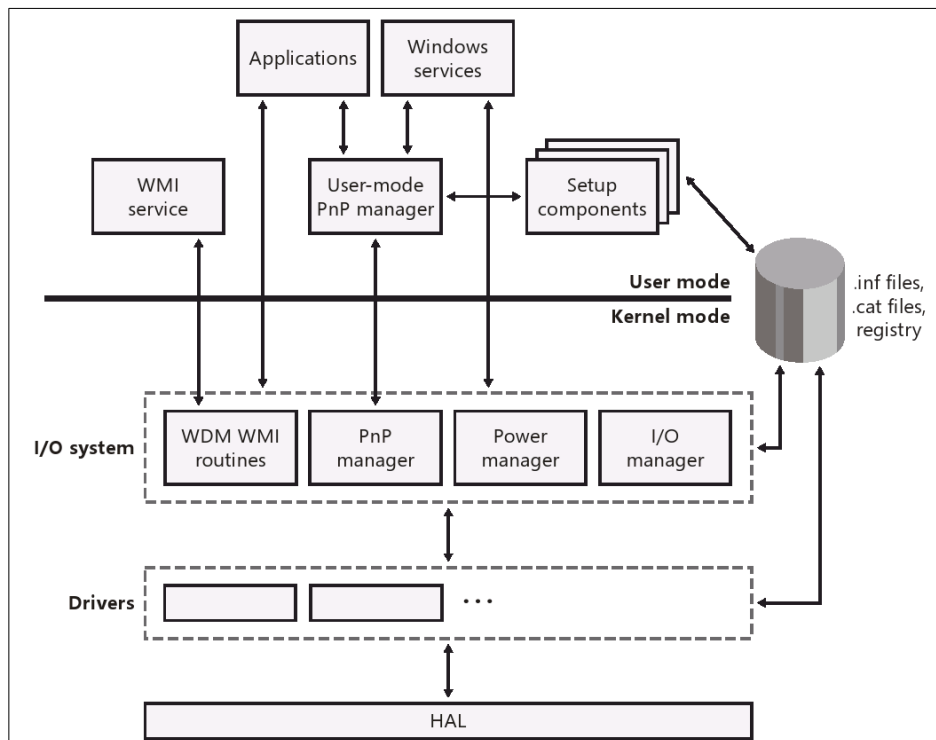 Applications
Windows
services
WMI
service
User-mode
PnP manager
Setup
components
User mode
Kernel mode
.inf files,
.cat files,
registry
I/O system
WDM WMI
routines
PnP
manager
Power
manager
I/O
manager
Drivers
...
HAL